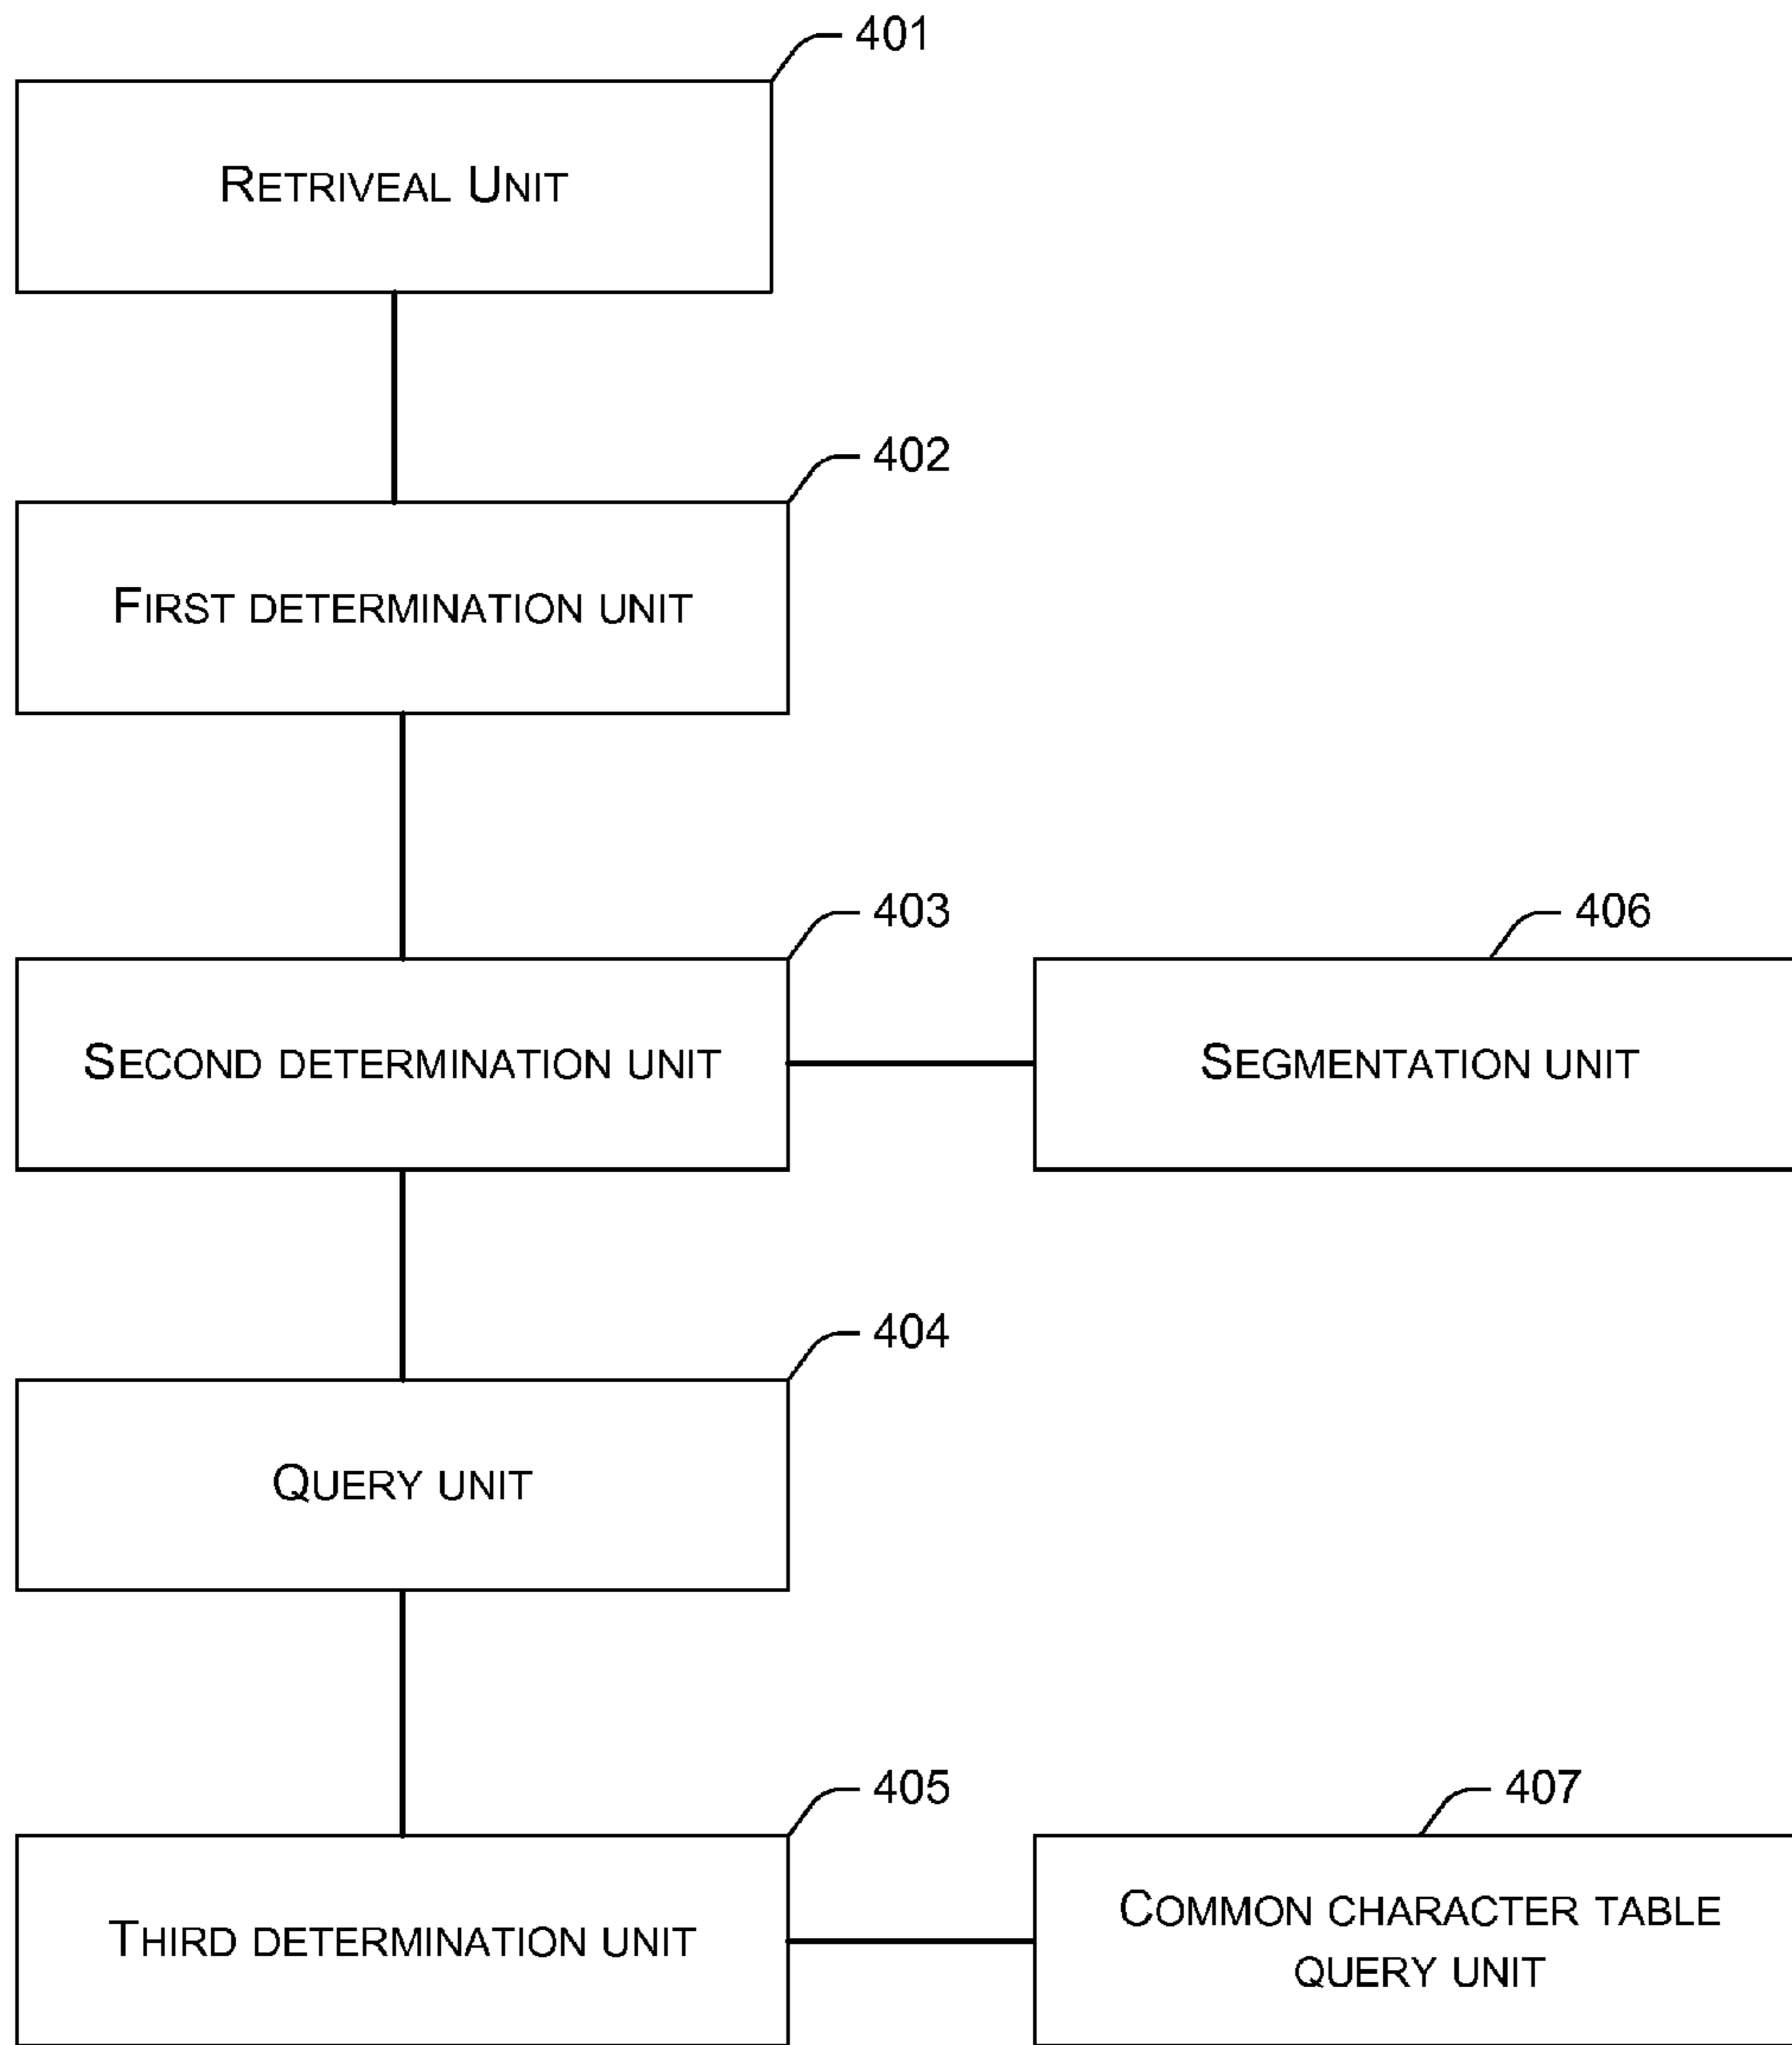 401
RETRIVEAL UNIT
402
FIRST DETERMINATION UNIT
403
406
SECOND DETERMINATION UNIT
SEGMENTATION UNIT
404
QUERY UNIT
405
407
THIRD DETERMINATION UNIT
COMMON CHARACTER TABLE
QUERY UNIT